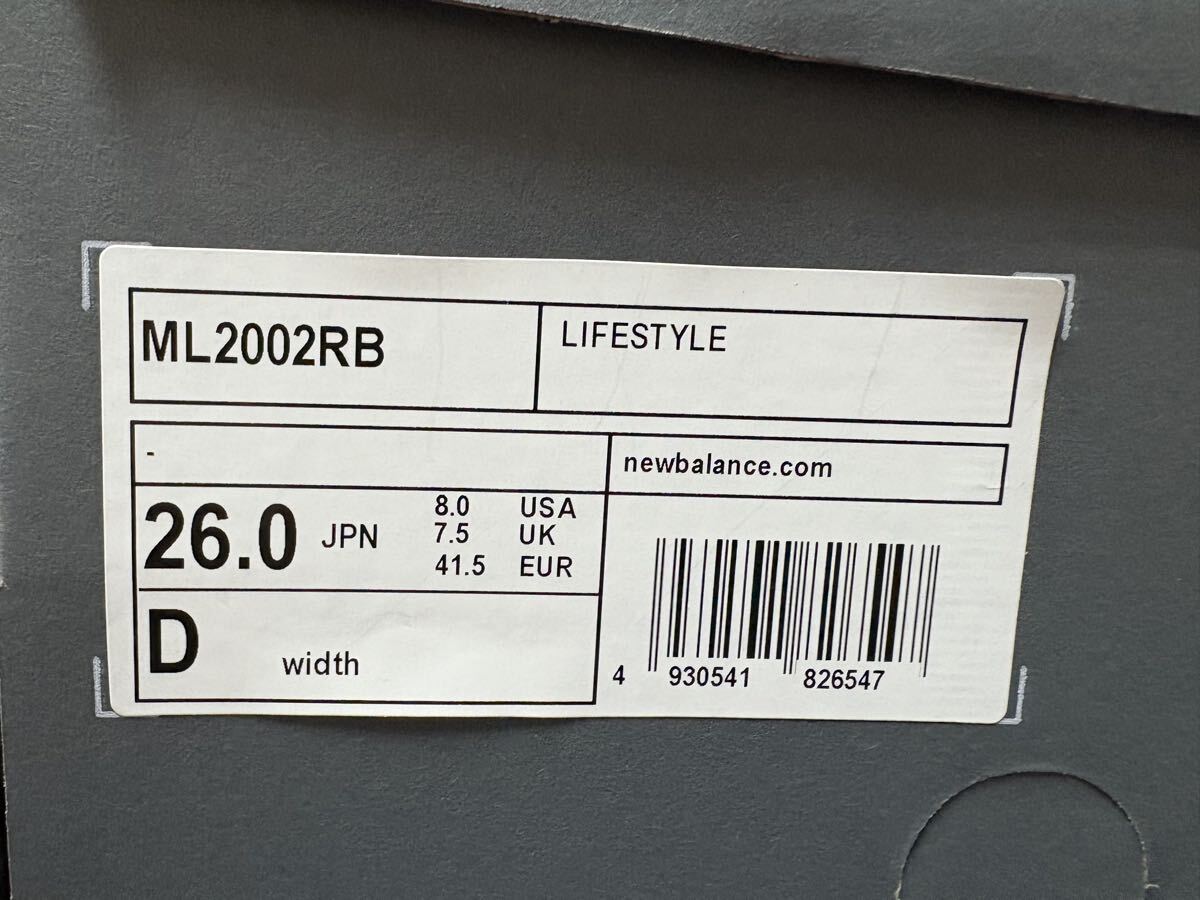 ML2002RB
LIFESTYLE
-
newbalance.com
26.0 JPN
8.0 USA
7.5 UK
41.5 EUR
D width
4 930541 826547